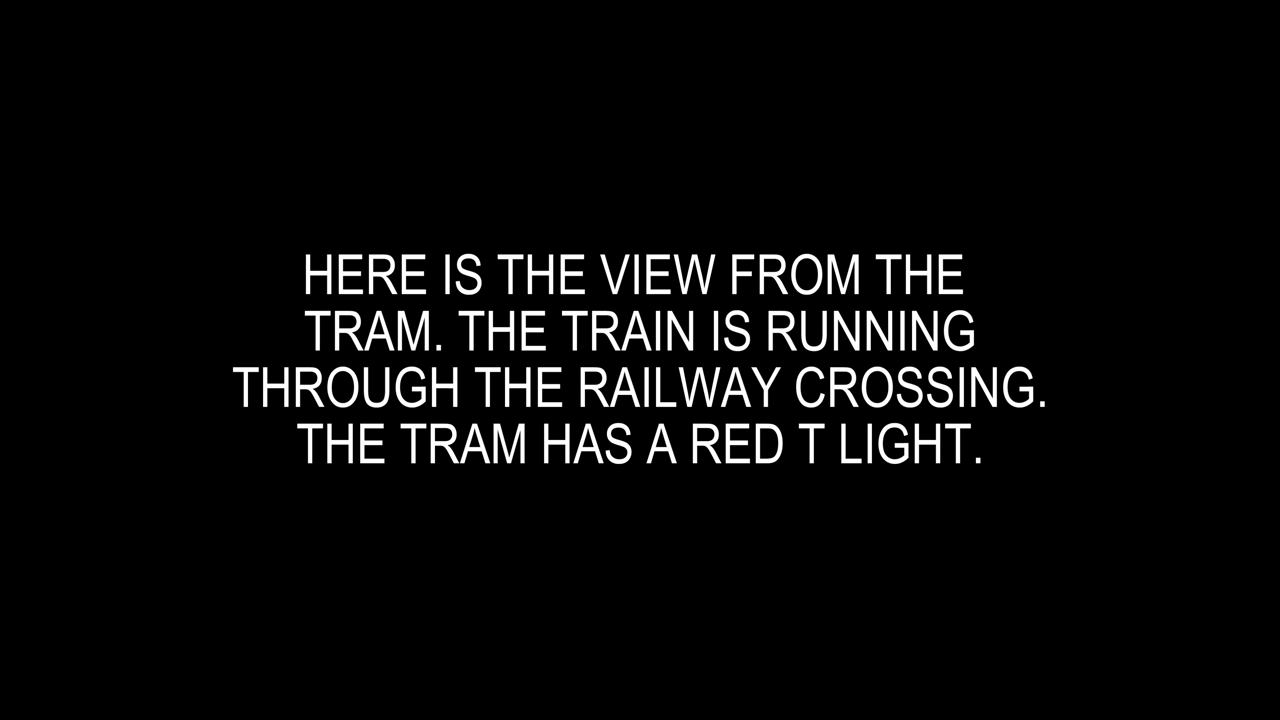 HERE IS THE VIEW FROM THE
TRAM. THE TRAIN IS RUNNING
THROUGH THE RAILWAY CROSSING.
THE TRAM HAS A RED T LIGHT.